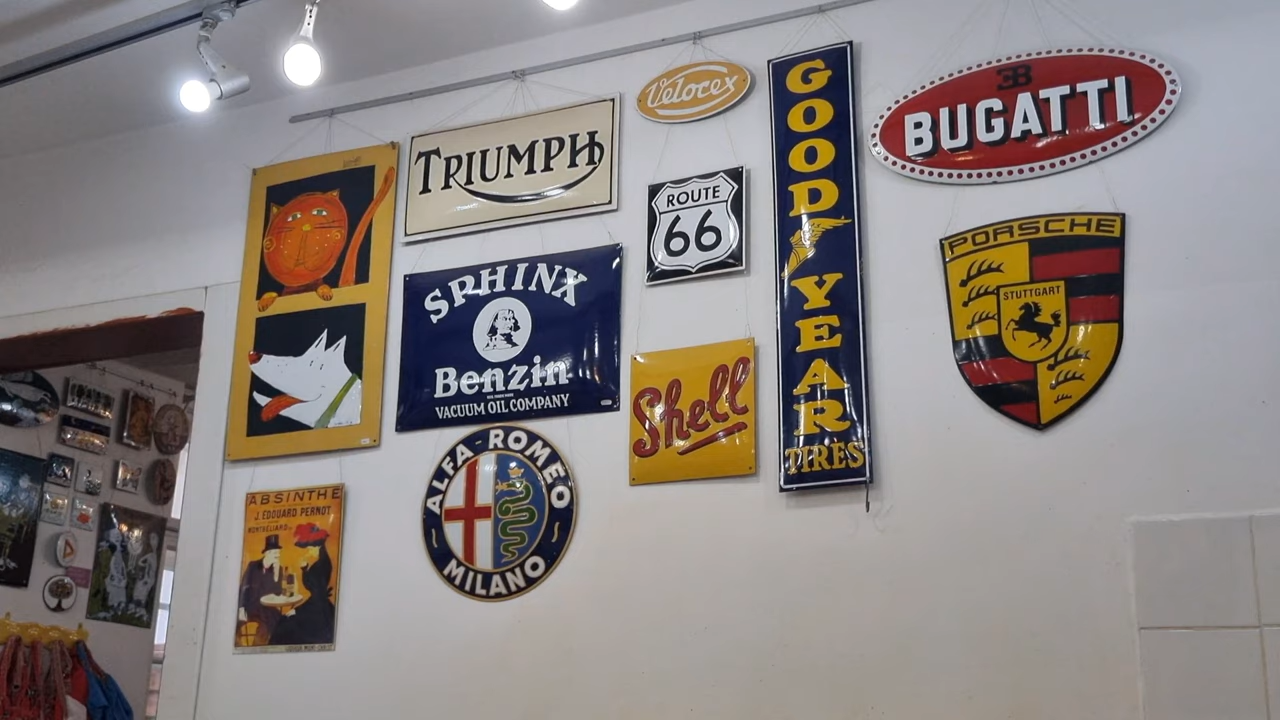 TRIUMPH
Velocex
GOOD YEAR
TIRES
BUGATTI
ROUTE
66
SPHINX
Benzin
VACUUM OIL COMPANY
Shell
PORSCHE
STUTTGART
ALFA-ROMEO
MILANO
ABSINTHE
J. EDOUARD PERNOT
MONTBÉLIARD